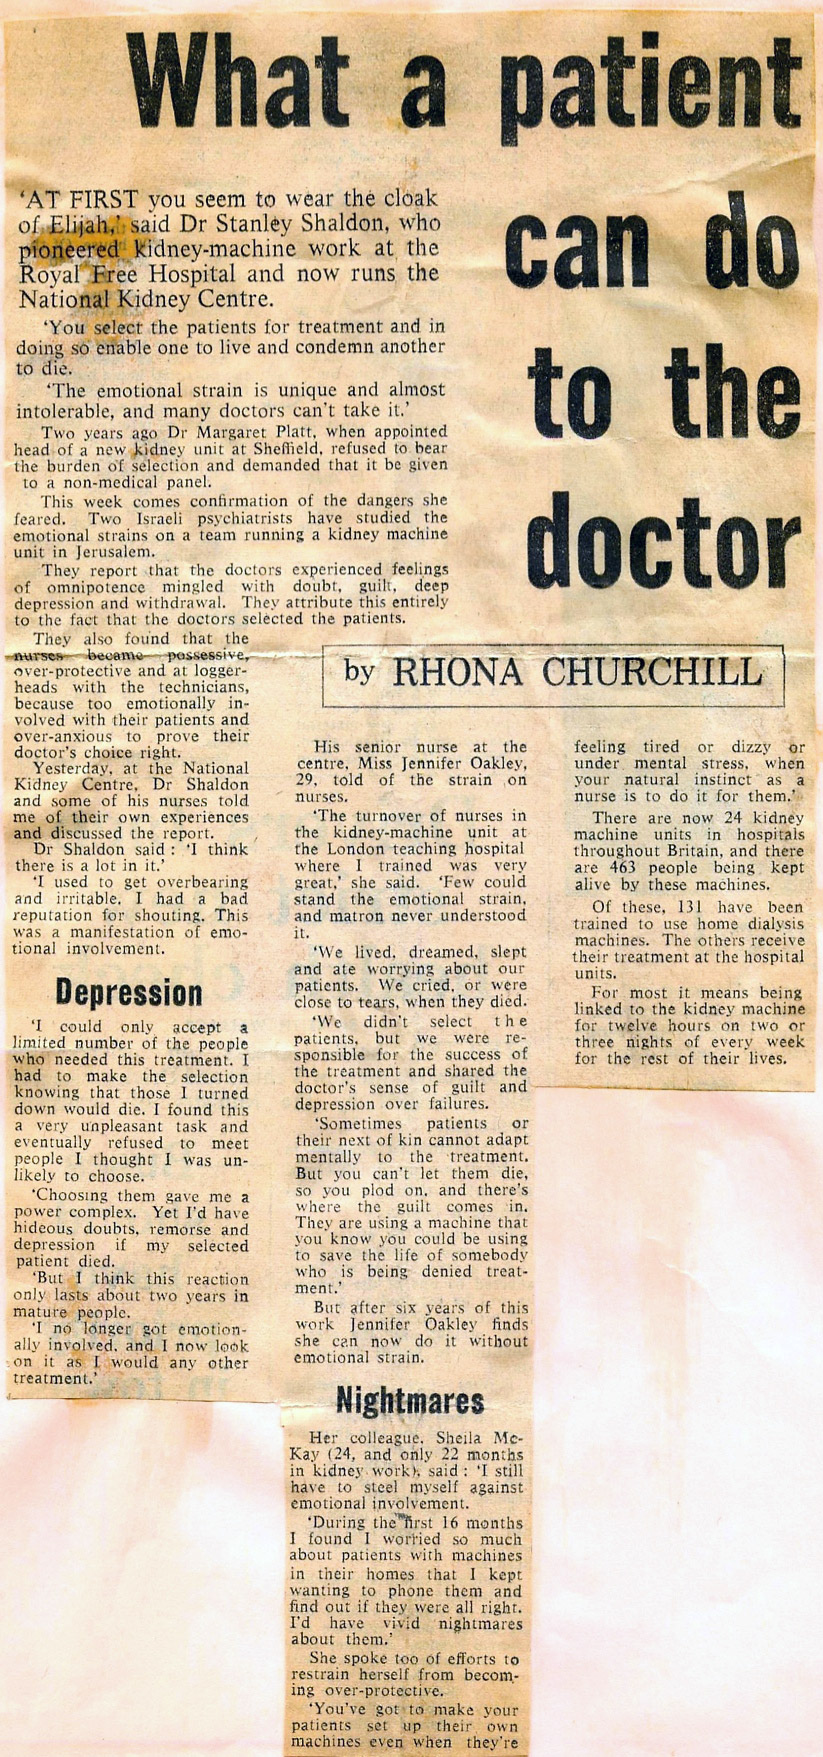 What a patient
can do
to the
doctor
by RHONA CHURCHILL
'AT FIRST you seem to wear the cloak
of Elijah,' said Dr Stanley Shaldon, who
pioneered kidney-machine work at the
Royal Free Hospital and now runs the
National Kidney Centre.
'You select the patients for treatment and in
doing so enable one to live and condemn another
to die.
'The emotional strain is unique and almost
intolerable, and many doctors can't take it.'
Two years ago Dr Margaret Platt, when appointed
head of a new kidney unit at Sheffield, refused to bear
the burden of selection and demanded that it be given
to a non-medical panel.
This week comes confirmation of the dangers she
feared. Two Israeli psychiatrists have studied the
emotional strains on a team running a kidney machine
unit in Jerusalem.
They report that the doctors experienced feelings
of omnipotence mingled with doubt, guilt, deep
depression and withdrawal. They attribute this entirely
to the fact that the doctors selected the patients.
They also found that the
nurses became possessive,
over-protective and at logger-
heads with the technicians,
because too emotionally in-
volved with their patients and
over-anxious to prove their
doctor's choice right.
Yesterday, at the National
Kidney Centre, Dr Shaldon
and some of his nurses told
me of their own experiences
and discussed the report.
Dr Shaldon said : 'I think
there is a lot in it.'
'I used to get overbearing
and irritable. I had a bad
reputation for shouting. This
was a manifestation of emo-
tional involvement.
Depression
'I could only accept a
limited number of the people
who needed this treatment. I
had to make the selection
knowing that those I turned
down would die. I found this
a very unpleasant task and
eventually refused to meet
people I thought I was un-
likely to choose.
'Choosing them gave me a
power complex. Yet I'd have
hideous doubts, remorse and
depression if my selected
patient died.
'But I think this reaction
only lasts about two years in
mature people.
'I no longer got emotion-
ally involved, and I now look
on it as I would any other
treatment.'
His senior nurse at the
centre, Miss Jennifer Oakley,
29, told of the strain on
nurses.
'The turnover of nurses in
the kidney-machine unit at
the London teaching hospital
where I trained was very
great,' she said. 'Few could
stand the emotional strain,
and matron never understood
it.
'We lived, dreamed, slept
and ate worrying about our
patients. We cried, or were
close to tears, when they died.
'We didn't select the
patients, but we were re-
sponsible for the success of
the treatment and shared the
doctor's sense of guilt and
depression over failures.
'Sometimes patients or
their next of kin cannot adapt
mentally to the treatment.
But you can't let them die,
so you plod on, and there's
where the guilt comes in.
They are using a machine that
you know you could be using
to save the life of somebody
who is being denied treat-
ment.'
But after six years of this
work Jennifer Oakley finds
she can now do it without
emotional strain.
Nightmares
Her colleague, Sheila Mc-
Kay (24, and only 22 months
in kidney work), said : 'I still
have to steel myself against
emotional involvement.
'During the first 16 months
I found I worried so much
about patients with machines
in their homes that I kept
wanting to phone them and
find out if they were all right.
I'd have vivid nightmares
about them.'
She spoke too of efforts to
restrain herself from becom-
ing over-protective.
'You've got to make your
patients set up their own
machines even when they're
feeling tired or dizzy or
under mental stress, when
your natural instinct as a
nurse is to do it for them.'
There are now 24 kidney
machine units in hospitals
throughout Britain, and there
are 463 people being kept
alive by these machines.
Of these, 131 have been
trained to use home dialysis
machines. The others receive
their treatment at the hospital
units.
For most it means being
linked to the kidney machine
for twelve hours on two or
three nights of every week
for the rest of their lives.